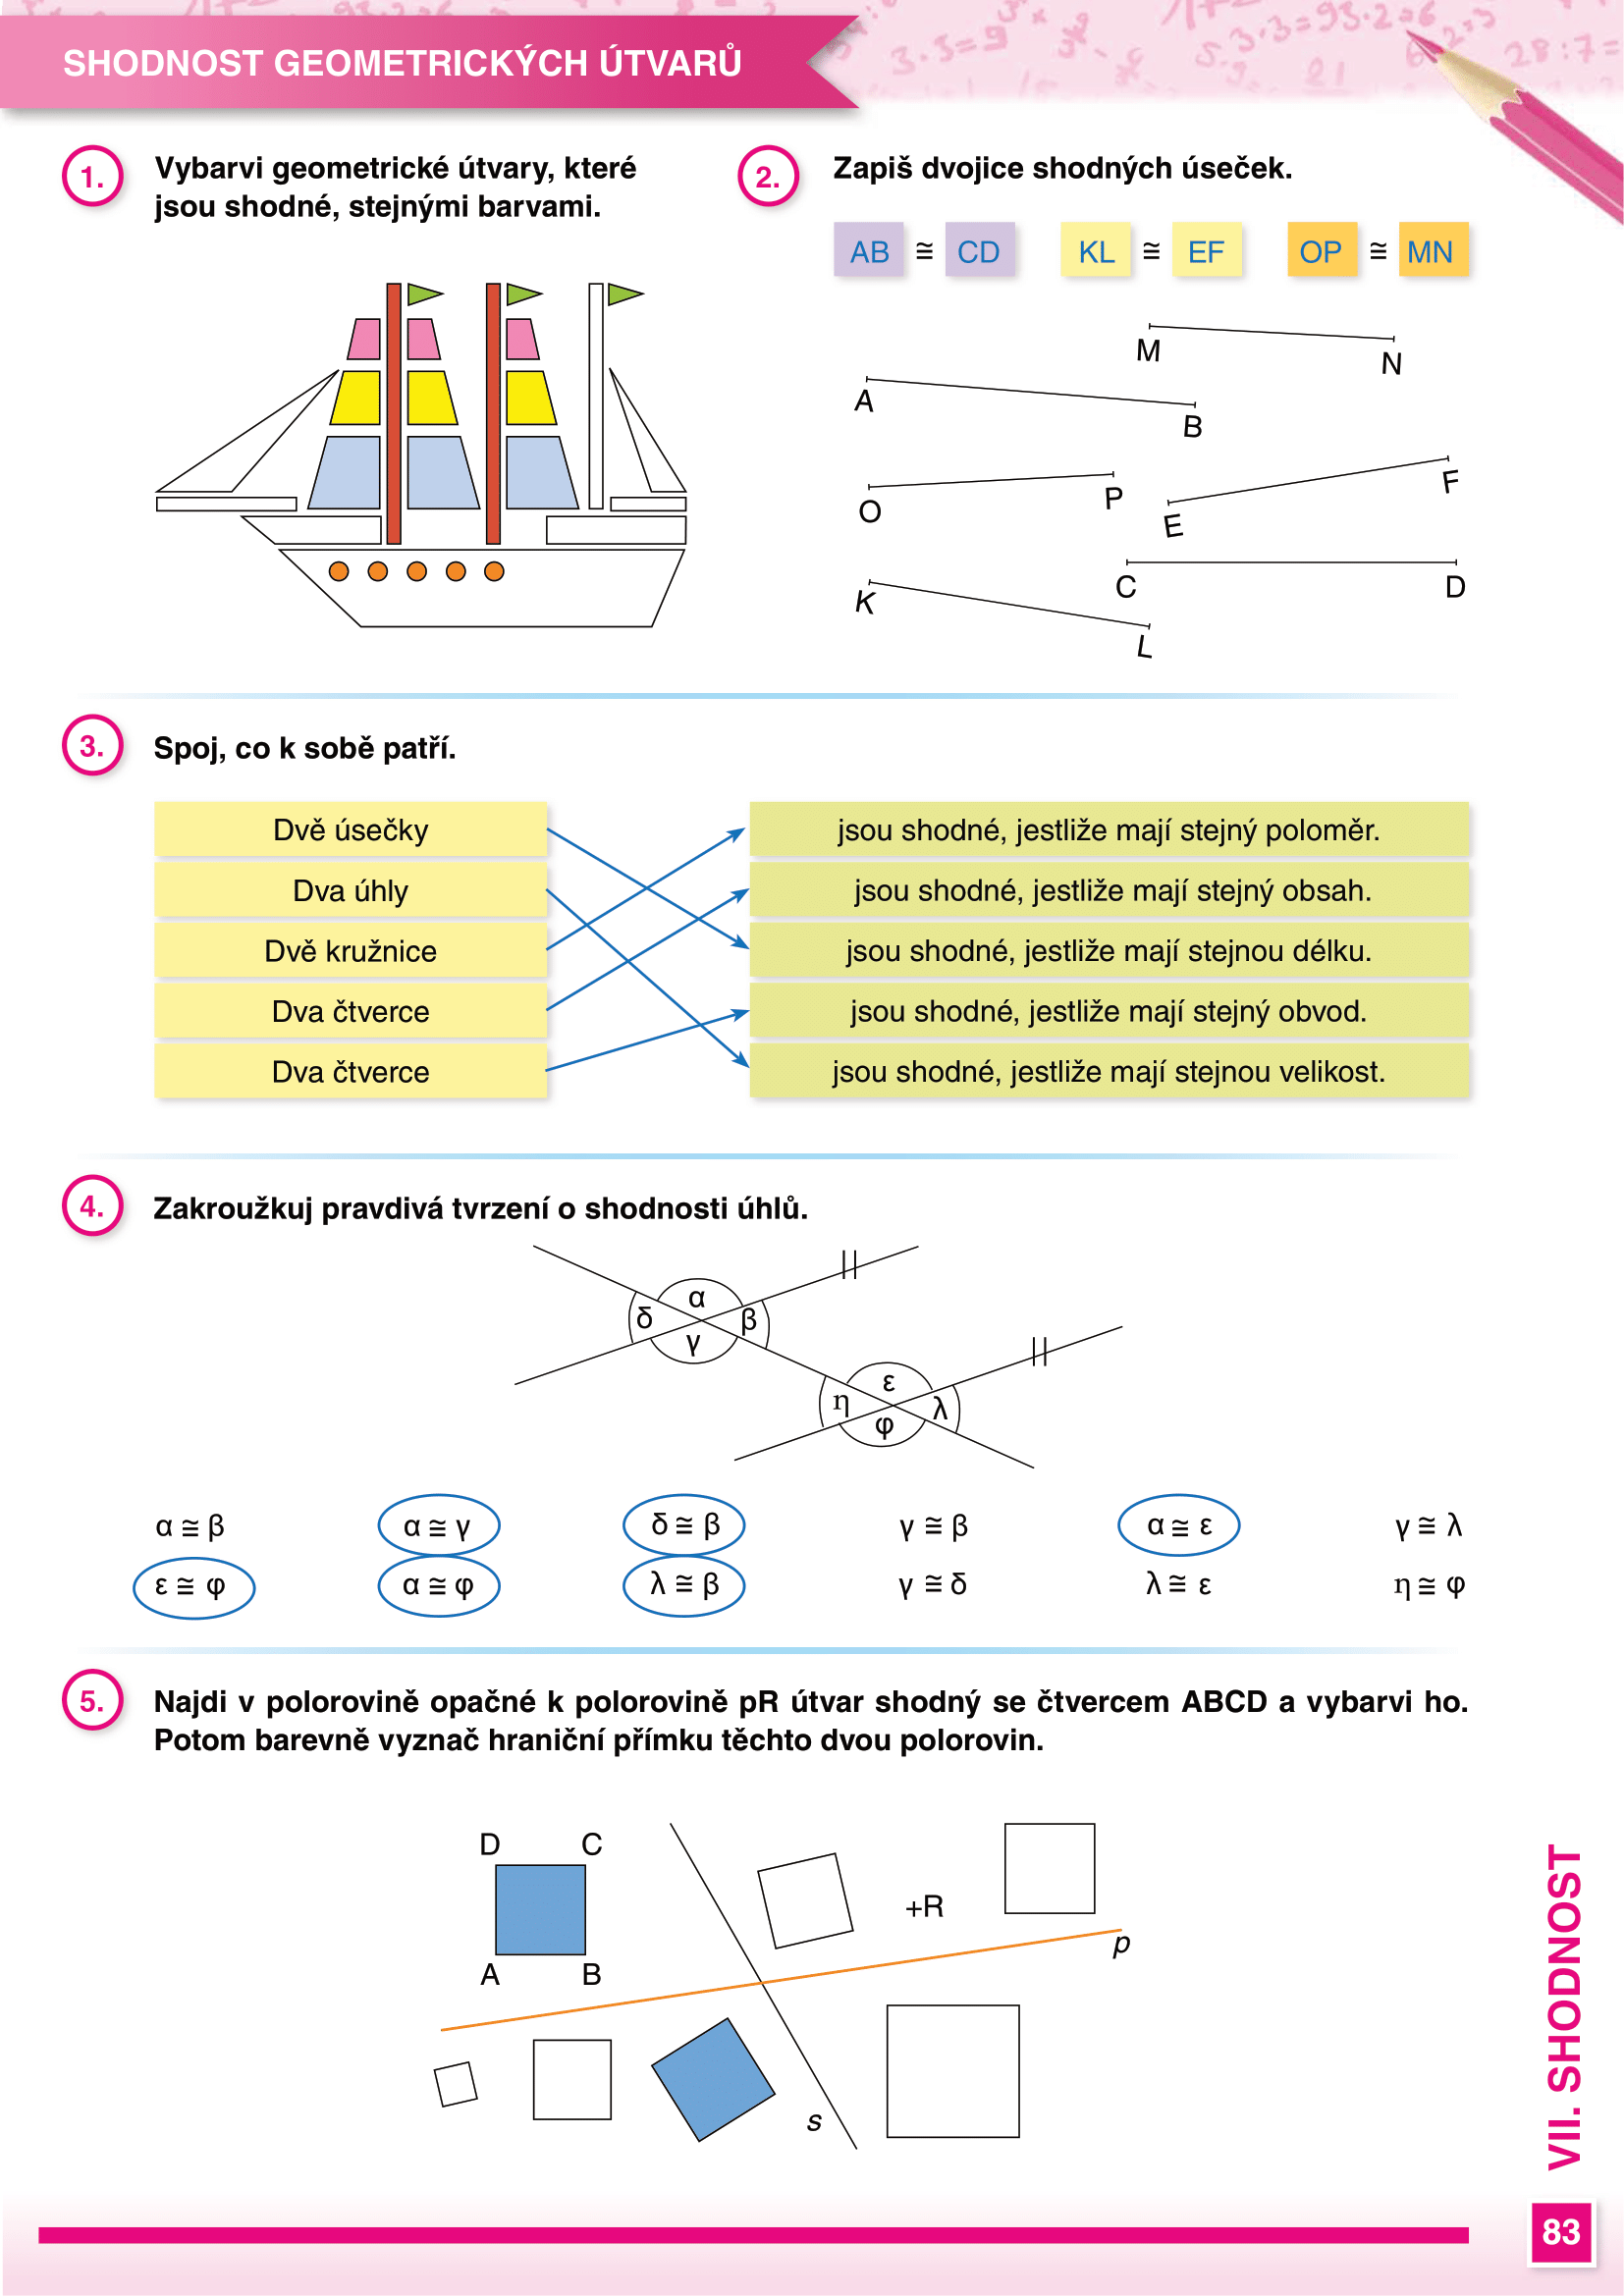 SHODNOST GEOMETRICKÝCH ÚTVARŮ
1.
Vybarvi geometrické útvary, které
jsou shodné, stejnými barvami.
2.
Zapiš dvojice shodných úseček.
AB ≅ CD KL ≅ EF OP ≅ MN
M
N
A
B
O
P
E
F
C
D
K
L
3.
Spoj, co k sobě patří.
Dvě úsečky
Dva úhly
Dvě kružnice
Dva čtverce
Dva čtverce
jsou shodné, jestliže mají stejný poloměr.
jsou shodné, jestliže mají stejný obsah.
jsou shodné, jestliže mají stejnou délku.
jsou shodné, jestliže mají stejný obvod.
jsou shodné, jestliže mají stejnou velikost.
4.
Zakroužkuj pravdivá tvrzení o shodnosti úhlů.
α
δ
β
γ
ε
η
λ
φ
α ≅ β α ≅ γ δ ≅ β γ ≅ β α ≅ ε γ ≅ λ
ε ≅ φ α ≅ φ λ ≅ β γ ≅ δ λ ≅ ε η ≅ φ
5.
Najdi v polorovině opačné k polorovině pR útvar shodný se čtvercem ABCD a vybarvi ho.
Potom barevně vyznač hraniční přímku těchto dvou polorovin.
D C
A B
+R
p
s
VII. SHODNOST
83